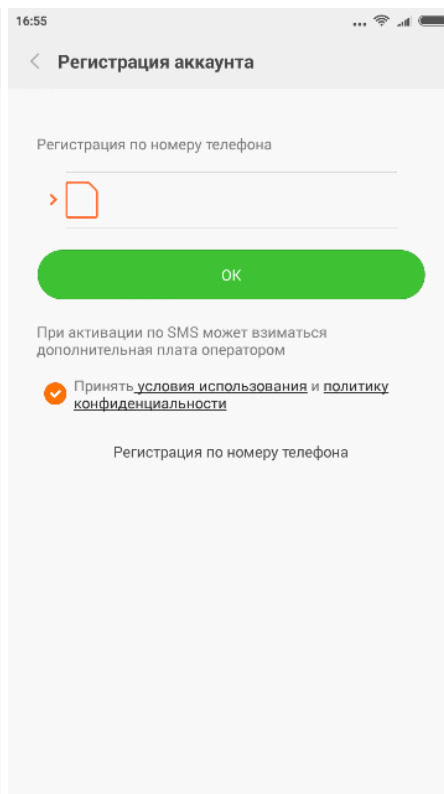 16:55
Регистрация аккаунта
Регистрация по номеру телефона
ОК
При активации по SMS может взиматься
дополнительная плата оператором
Принять условия использования и политику
конфиденциальности
Регистрация по номеру телефона